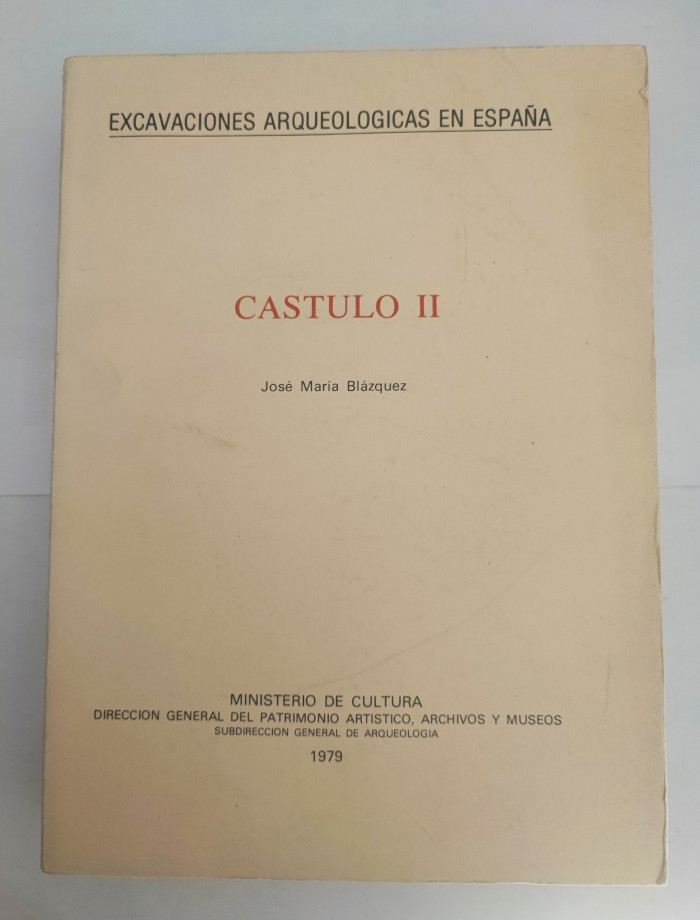 EXCAVACIONES ARQUEOLOGICAS EN ESPAÑA
CASTULO II
José María Blázquez
MINISTERIO DE CULTURA
DIRECCION GENERAL DEL PATRIMONIO ARTISTICO, ARCHIVOS Y MUSEOS
SUBDIRECCION GENERAL DE ARQUEOLOGIA
1979